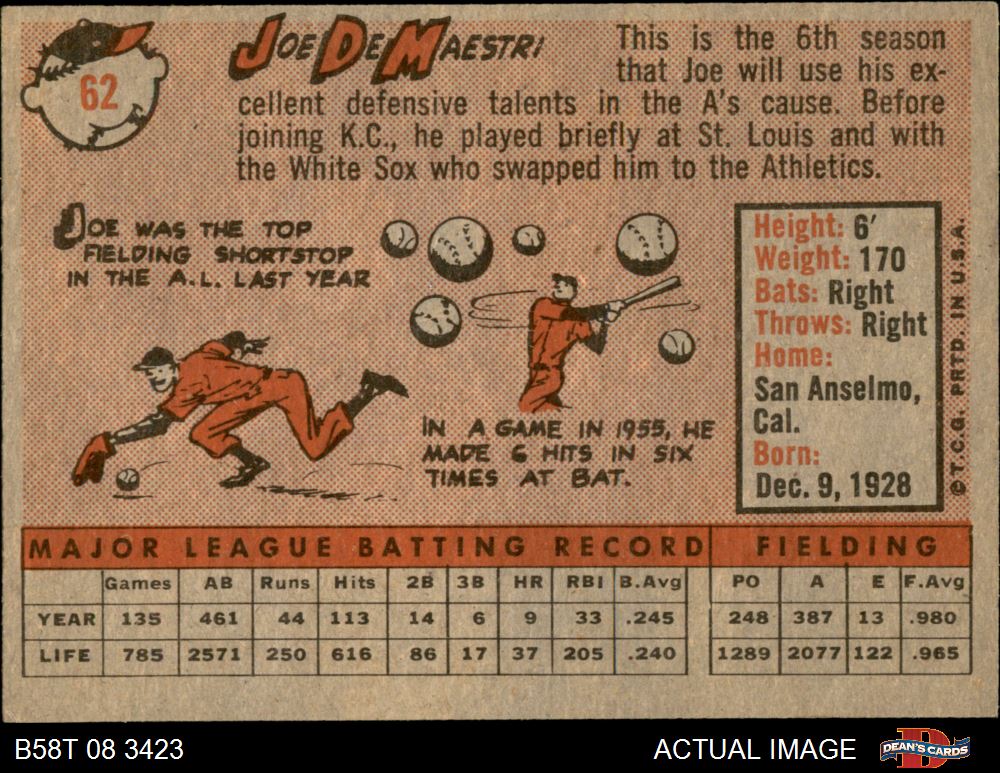 62
JOE DE MAESTRI
This is the 6th season
that Joe will use his ex-
cellent defensive talents in the A's cause. Before
joining K.C., he played briefly at St. Louis and with
the White Sox who swapped him to the Athletics.
JOE WAS THE TOP
FIELDING SHORTSTOP
IN THE A.L. LAST YEAR
IN A GAME IN 1955, HE
MADE 6 HITS IN SIX
TIMES AT BAT.
Height: 6′
Weight: 170
Bats: Right
Throws: Right
Home:
San Anselmo,
Cal.
Born:
Dec. 9, 1928
© T.C.G. PRTD. IN U.S.A.
MAJOR LEAGUE BATTING RECORD FIELDING
Games AB Runs Hits 2B 3B HR RBI B.Avg PO A E F.Avg
YEAR 135 461 44 113 14 6 9 33 .245 248 387 13 .980
LIFE 785 2571 250 616 86 17 37 205 .240 1289 2077 122 .965
B58T 08 3423 ACTUAL IMAGE DEAN'S CARDS